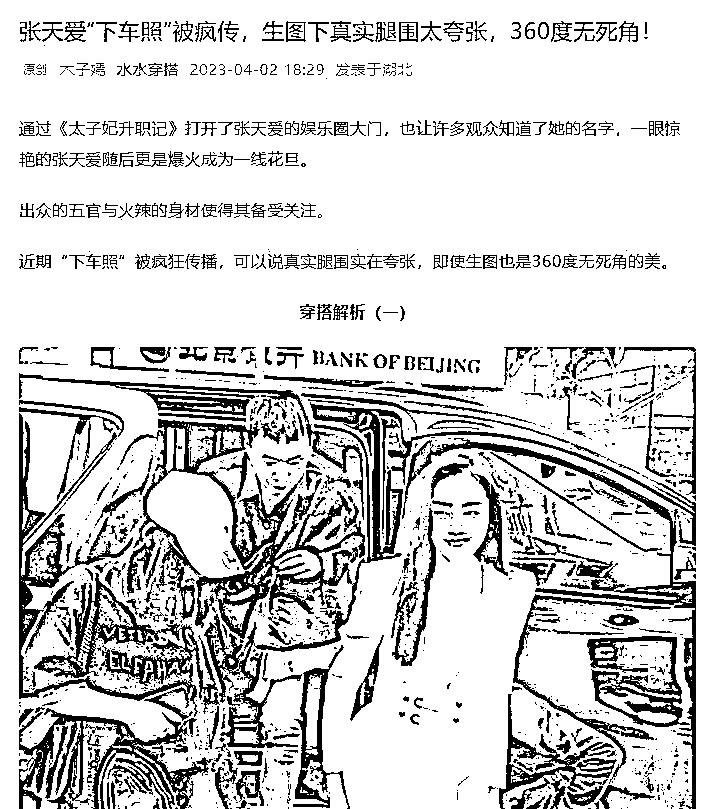 张天爱“下车照”被疯传，生图下真实腿围太夸张，360度无死角！
原创 木子嫣 水水穿搭 2023-04-02 18:29 发表于湖北
通过《太子妃升职记》打开了张天爱的娱乐圈大门，也让许多观众知道了她的名字，一眼惊
艳的张天爱随后更是爆火成为一线花旦。
出众的五官与火辣的身材使得其备受关注。
近期“下车照”被疯狂传播，可以说真实腿围实在夸张，即使生图也是360度无死角的美。
穿搭解析（一）
北京银行 BANK OF BEIJING